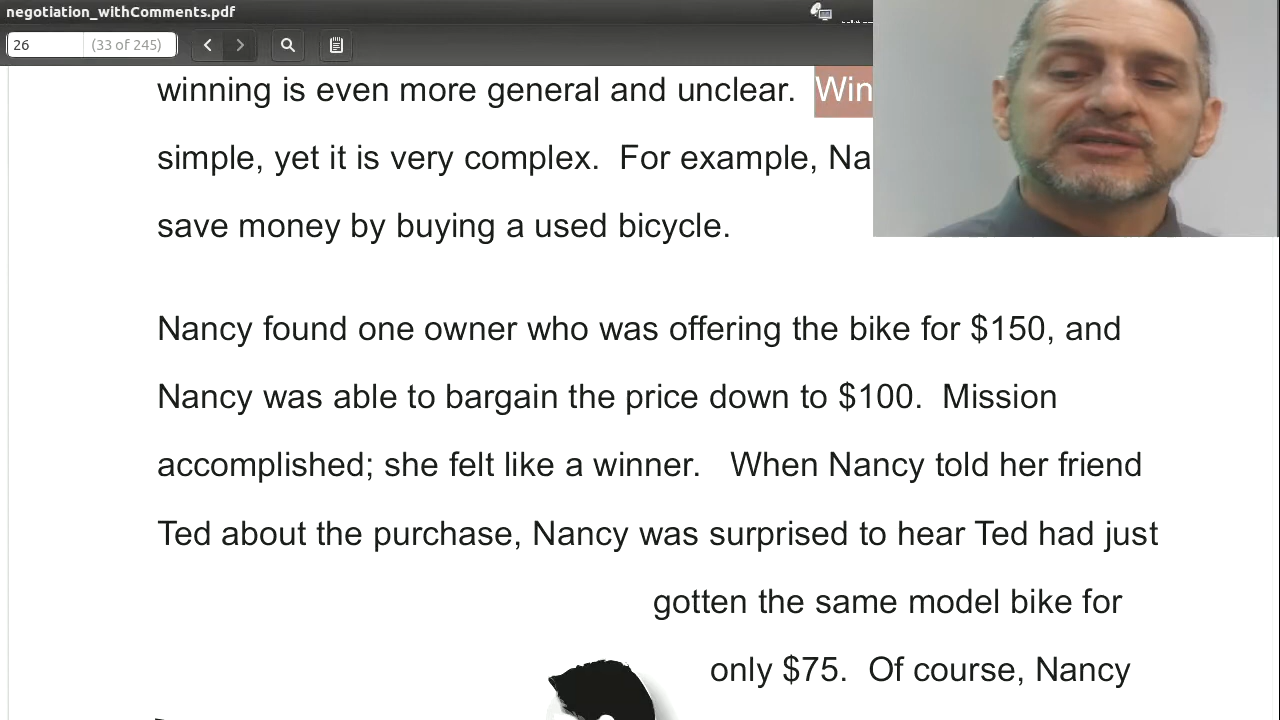 negotiation_withComments.pdf
26 (33 of 245)
winning is even more general and unclear. Win
simple, yet it is very complex. For example, Na
save money by buying a used bicycle.
Nancy found one owner who was offering the bike for $150, and
Nancy was able to bargain the price down to $100. Mission
accomplished; she felt like a winner. When Nancy told her friend
Ted about the purchase, Nancy was surprised to hear Ted had just
gotten the same model bike for
only $75. Of course, Nancy